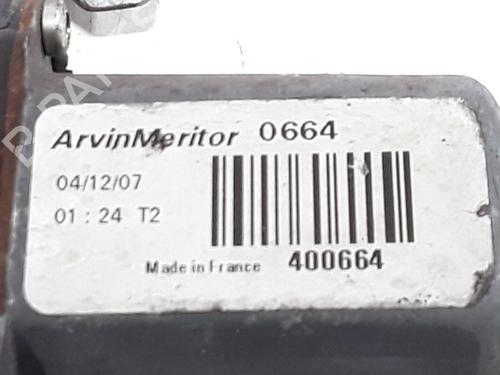 ArvinMeritor 0664
04/12/07
01 : 24 T2
Made in France 400664